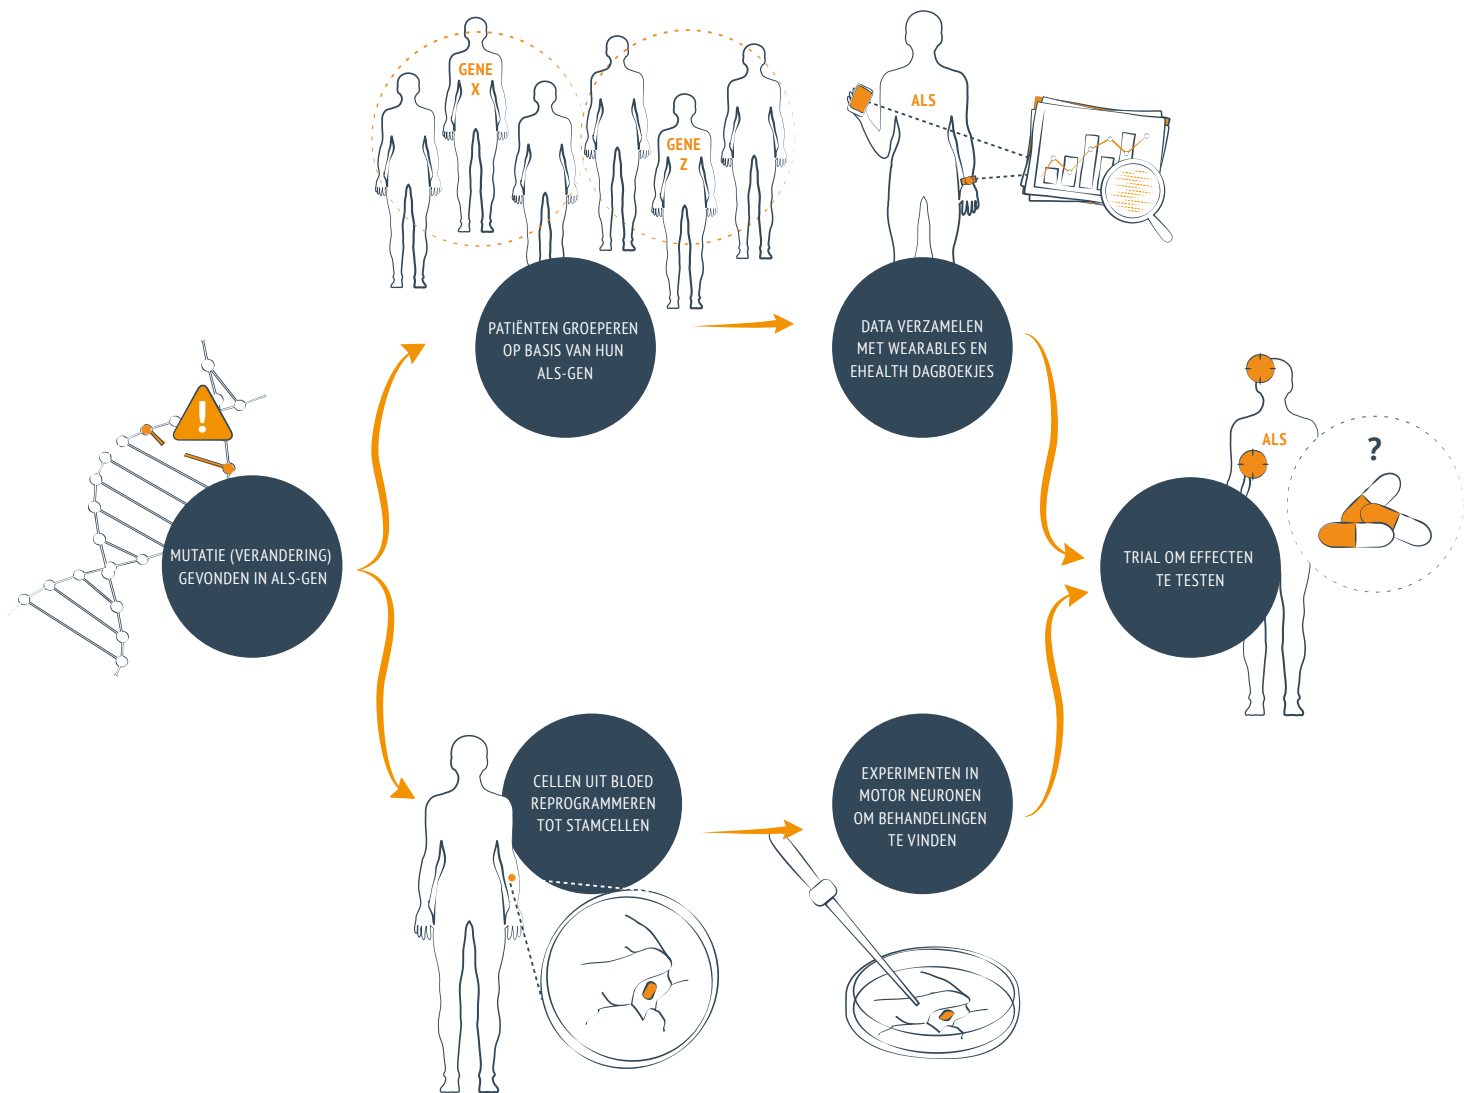 GENE
X
GENE
Z
ALS
PATIËNTEN GROEPEREN
OP BASIS VAN HUN
ALS-GEN
DATA VERZAMELEN
MET WEARABLES EN
EHEALTH DAGBOEKJES
!
MUTATIE (VERANDERING)
GEVONDEN IN ALS-GEN
ALS
?
TRIAL OM EFFECTEN
TE TESTEN
CELLEN UIT BLOED
REPROGRAMMEREN
TOT STAMCELLEN
EXPERIMENTEN IN
MOTOR NEURONEN
OM BEHANDELINGEN
TE VINDEN